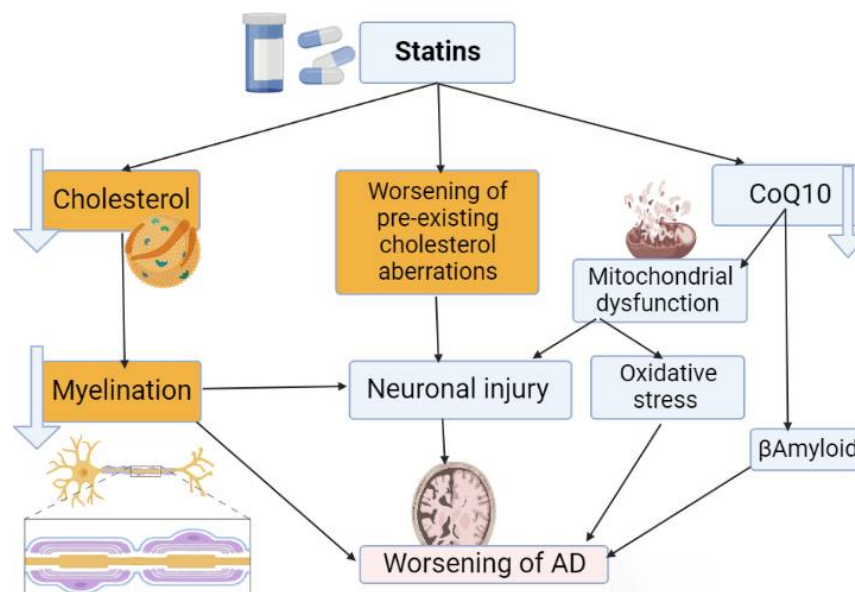 Statins
Cholesterol
Worsening of
pre-existing
cholesterol
aberrations
CoQ10
Mitochondrial
dysfunction
Myelination
Neuronal injury
Oxidative
stress
βAmyloid
Worsening of AD